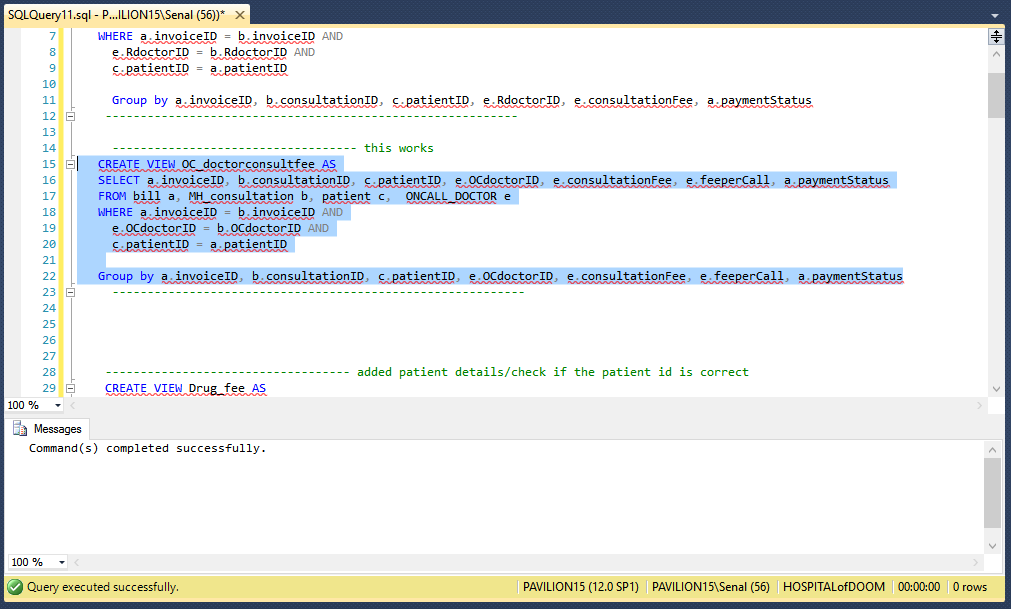 SQLQuery11.sql - P...ILION15\Senal (56))*
7 WHERE a.invoiceID = b.invoiceID AND
8 e.RdoctorID = b.RdoctorID AND
9 c.patientID = a.patientID
10
11 Group by a.invoiceID, b.consultationID, c.patientID, e.RdoctorID, e.consultationFee, a.paymentStatus
12 -----------------------------------------------------------
13
14 ----------------------------------- this works
15 CREATE VIEW OC_doctorconsultfee AS
16 SELECT a.invoiceID, b.consultationID, c.patientID, e.OCdoctorID, e.consultationFee, e.feeperCall, a.paymentStatus
17 FROM bill a, MH_consultation b, patient c,  ONCALL_DOCTOR e
18 WHERE a.invoiceID = b.invoiceID AND
19 e.OCdoctorID = b.OCdoctorID AND
20 c.patientID = a.patientID
21
22 Group by a.invoiceID, b.consultationID, c.patientID, e.OCdoctorID, e.consultationFee, e.feeperCall, a.paymentStatus
23 -----------------------------------------------------------
24
25
26
27
28 ----------------------------------- added patient details/check if the patient id is correct
29 CREATE VIEW Drug_fee AS
100 %
Messages
Command(s) completed successfully.
100 %
Query executed successfully. PAVILION15 (12.0 SP1) PAVILION15\Senal (56) HOSPITALofDOOM 00:00:00 0 rows